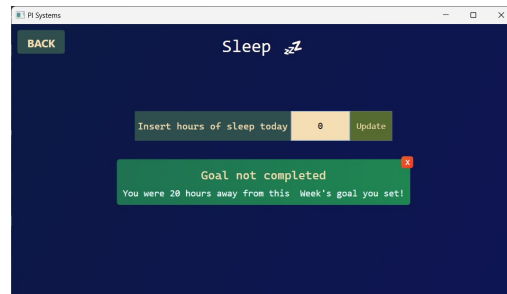 PI Systems
BACK
Sleep 💤
Insert hours of sleep today 0 Update
X
Goal not completed
You were 20 hours away from this  Week's goal you set!